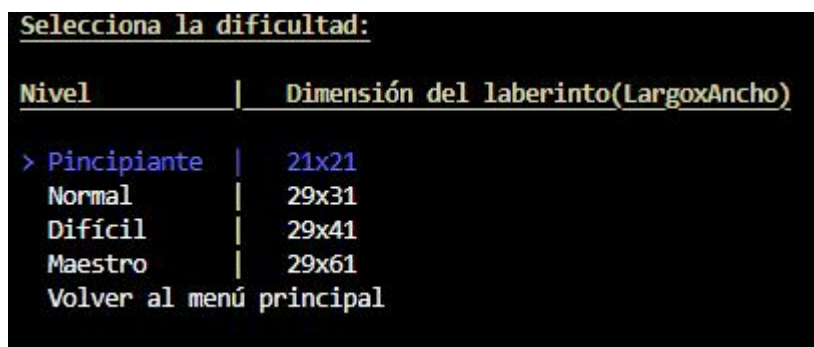 Selecciona la dificultad:
Nivel | Dimensión del laberinto(LargoxAncho)
> Pincipiante | 21x21
Normal | 29x31
Difícil | 29x41
Maestro | 29x61
Volver al menú principal